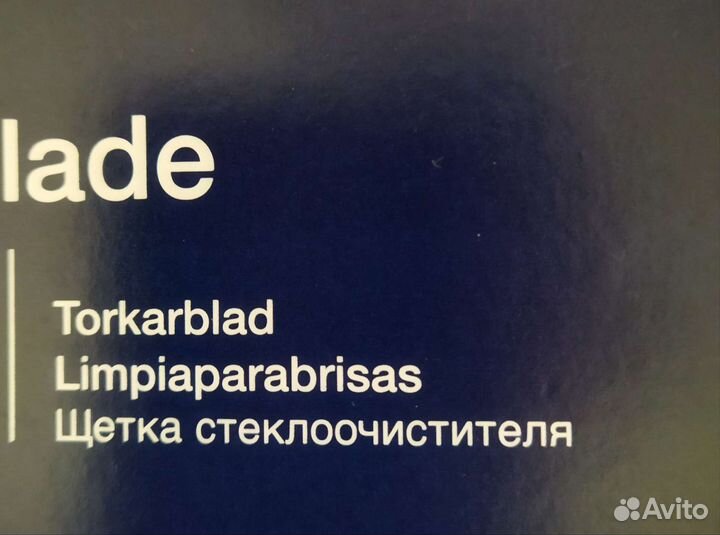 lade
Torkarblad
Limpiaparabrisas
Щетка стеклоочистителя
Avito